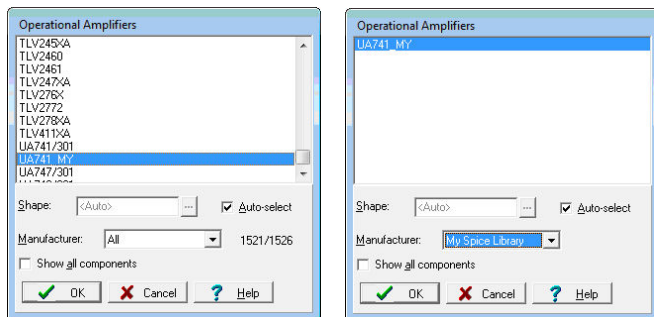 Operational Amplifiers
TLV245XA
TLV2460
TLV2461
TLV247XA
TLV276X
TLV2772
TLV278XA
TLV411XA
UA741/301
UA741_MY
UA747/301
Shape:
<Auto>
...
Auto-select
Manufacturer:
All
1521/1526
Show all components
OK
Cancel
? Help
Operational Amplifiers
UA741_MY
Shape:
<Auto>
...
Auto-select
Manufacturer:
My Spice Library
Show all components
OK
Cancel
? Help